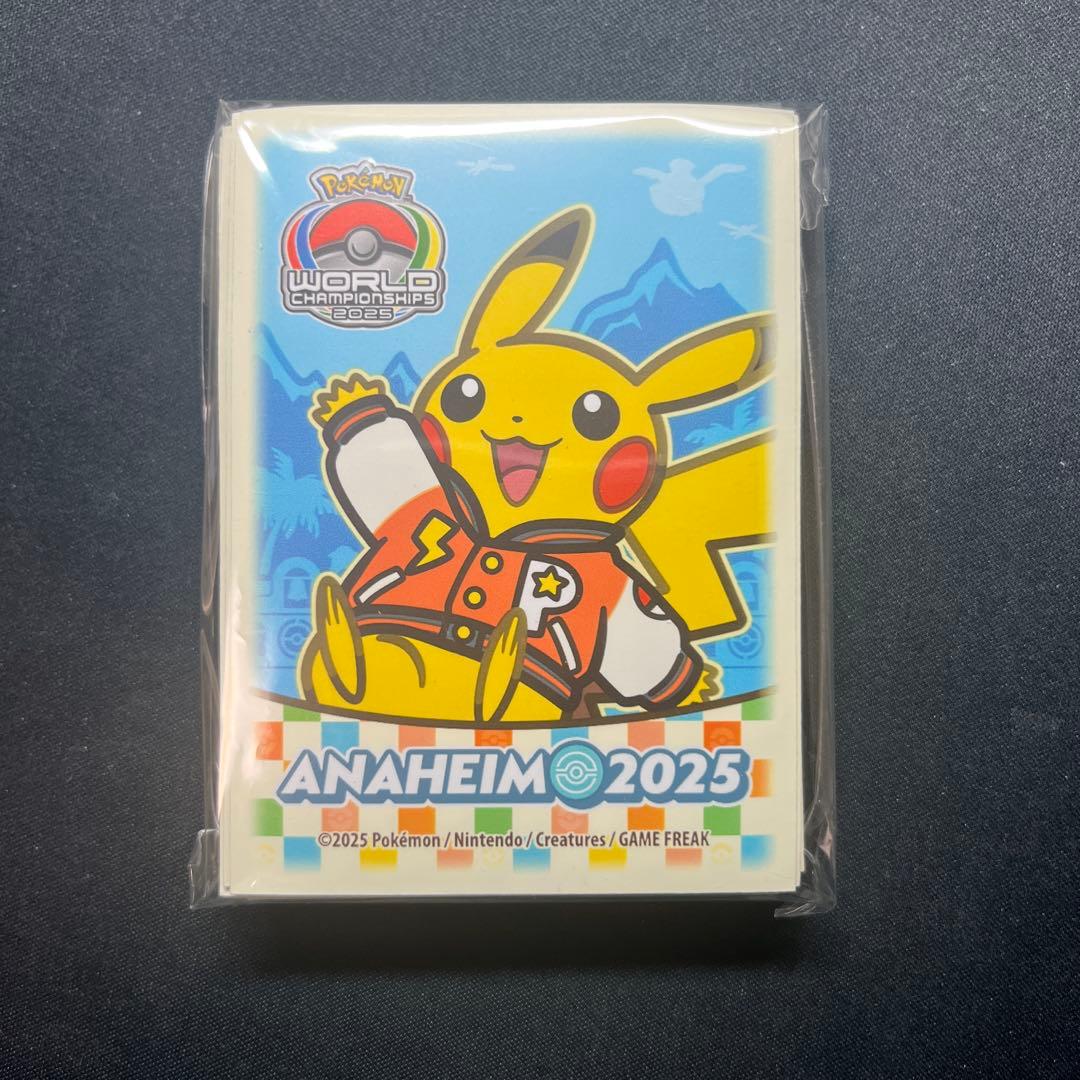 Pokémon
WORLD
CHAMPIONSHIPS
2025
P
ANAHEIM 2025
©2025 Pokémon / Nintendo / Creatures / GAME FREAK